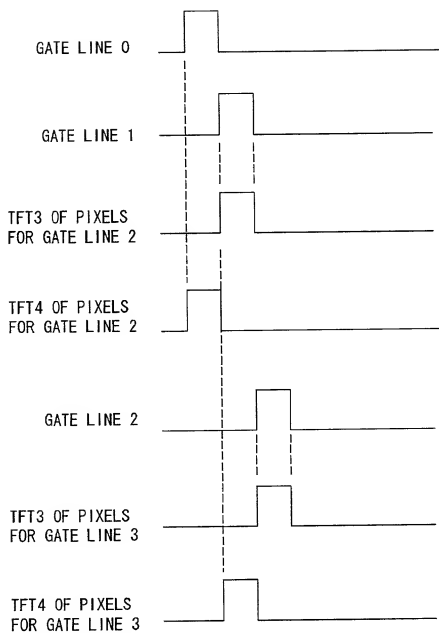 GATE LINE 0
GATE LINE 1
TFT3 OF PIXELS
FOR GATE LINE 2
TFT4 OF PIXELS
FOR GATE LINE 2
GATE LINE 2
TFT3 OF PIXELS
FOR GATE LINE 3
TFT4 OF PIXELS
FOR GATE LINE 3